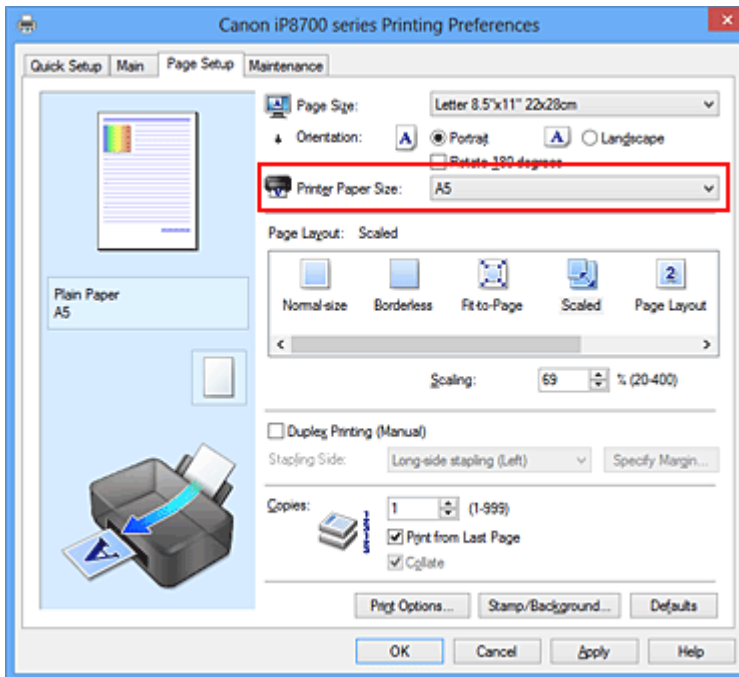 Canon iP8700 series Printing Preferences
Quick Setup Main Page Setup Maintenance
Page Size: Letter 8.5"x11" 22x28cm
Orientation: A Portrait A Landscape
Rotate 180 degrees
Printer Paper Size: A5
Page Layout: Scaled
Normal-size Borderless Fit-to-Page Scaled Page Layout
Plain Paper
A5
Scaling: 69 % (20-400)
Duplex Printing (Manual)
Stapling Side: Long-side stapling (Left) Specify Margin...
Copies: 1 (1-999)
Print from Last Page
Collate
Print Options... Stamp/Background... Defaults
OK Cancel Apply Help